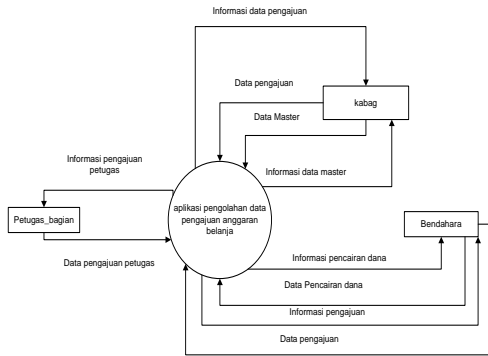 Informasi data pengajuan
Data pengajuan
kabag
Data Master
Informasi pengajuan
petugas
Informasi data master
aplikasi pengolahan data
pengajuan anggaran
belanja
Petugas_bagian
Bendahara
Data pengajuan petugas
Informasi pencairan dana
Data Pencairan dana
Informasi pengajuan
Data pengajuan